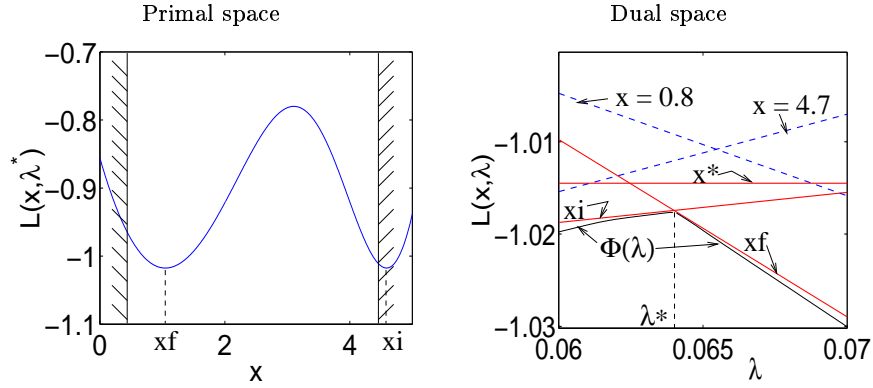 Primal space
−0.7
−0.8
−0.9
−1
−1.1
L(x,λ*)
0
xf
2
4
xi
x
Dual space
x = 0.8
x = 4.7
−1.01
x*
xi
−1.02
Φ(λ)
xf
λ*
−1.03
L(x,λ)
0.06
0.065
0.07
λ